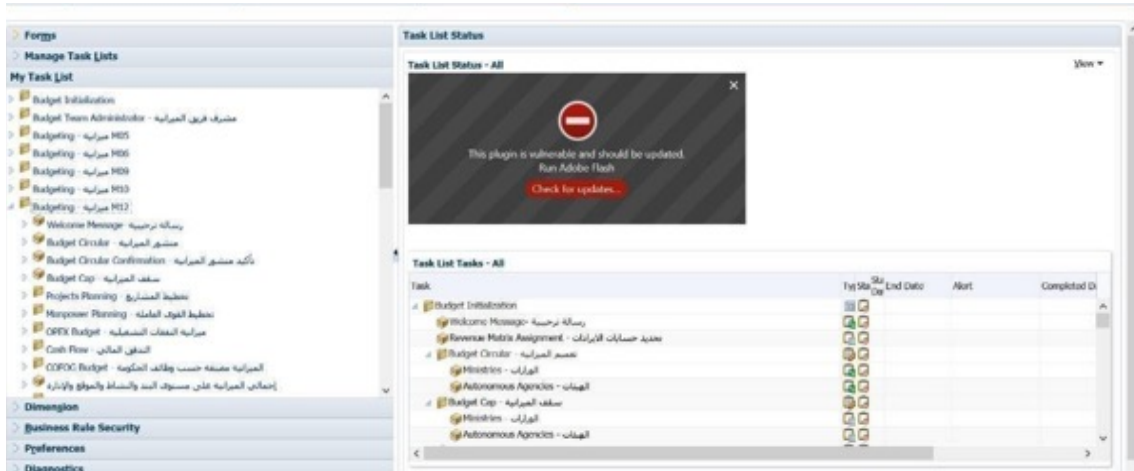 Forms
Manage Task Lists
My Task List
Budget Initialization
Budget Team Administrator - مشرف فريق الميزانية
Budgeting - ميزانية M05
Budgeting - ميزانية M06
Budgeting - ميزانية M09
Budgeting - ميزانية M10
Budgeting - ميزانية M12
Welcome Message- رسالة ترحيبية
Budget Circular - منشور الميزانية
Budget Circular Confirmation - تأكيد منشور الميزانية
Budget Cap - سقف الميزانية
Projects Planning - تخطيط المشاريع
Manpower Planning - تخطيط القوى العاملة
OPEX Budget - ميزانية النفقات التشغيلية
Cash Flow - التدفق المالي
COFOG Budget - الميزانية مصنفة حسب وظائف الحكومة
إجمالي الميزانية على مستوى البند والنشاط والموقع والإدارة
Dimension
Business Rule Security
Preferences
Diagnostics
Task List Status
Task List Status - All
View
This plugin is vulnerable and should be updated.
Run Adobe Flash
Check for updates...
Task List Tasks - All
Task Typ Sta End Date Alert Completed D
Budget Initialization
Welcome Message- رسالة ترحيبية
Revenue Matrix Assignment - تحديد حسابات الايرادات
Budget Circular - تعميم الميزانية
Ministries - الوزارات
Autonomous Agencies - الهيئات
Budget Cap - سقف الميزانية
Ministries - الوزارات
Autonomous Agencies - الهيئات